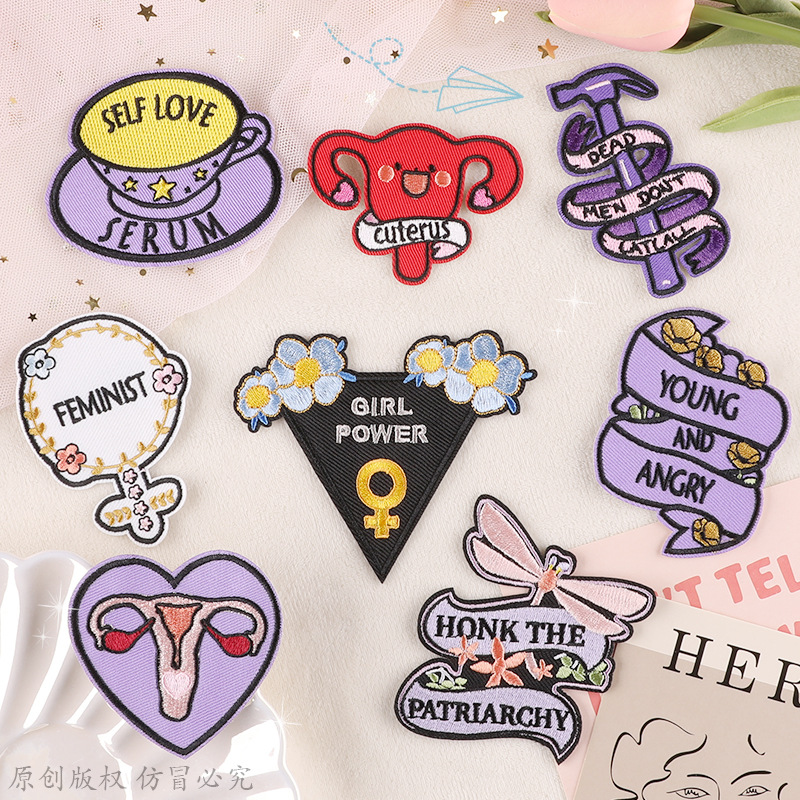 SELF LOVE
SERUM
cuterus
DEAD
MEN DON'T
CATCALL
FEMINIST
GIRL
POWER
YOUNG
AND
ANGRY
HONK THE
PATRIARCHY
TEL
HER
原创版权 仿冒必究